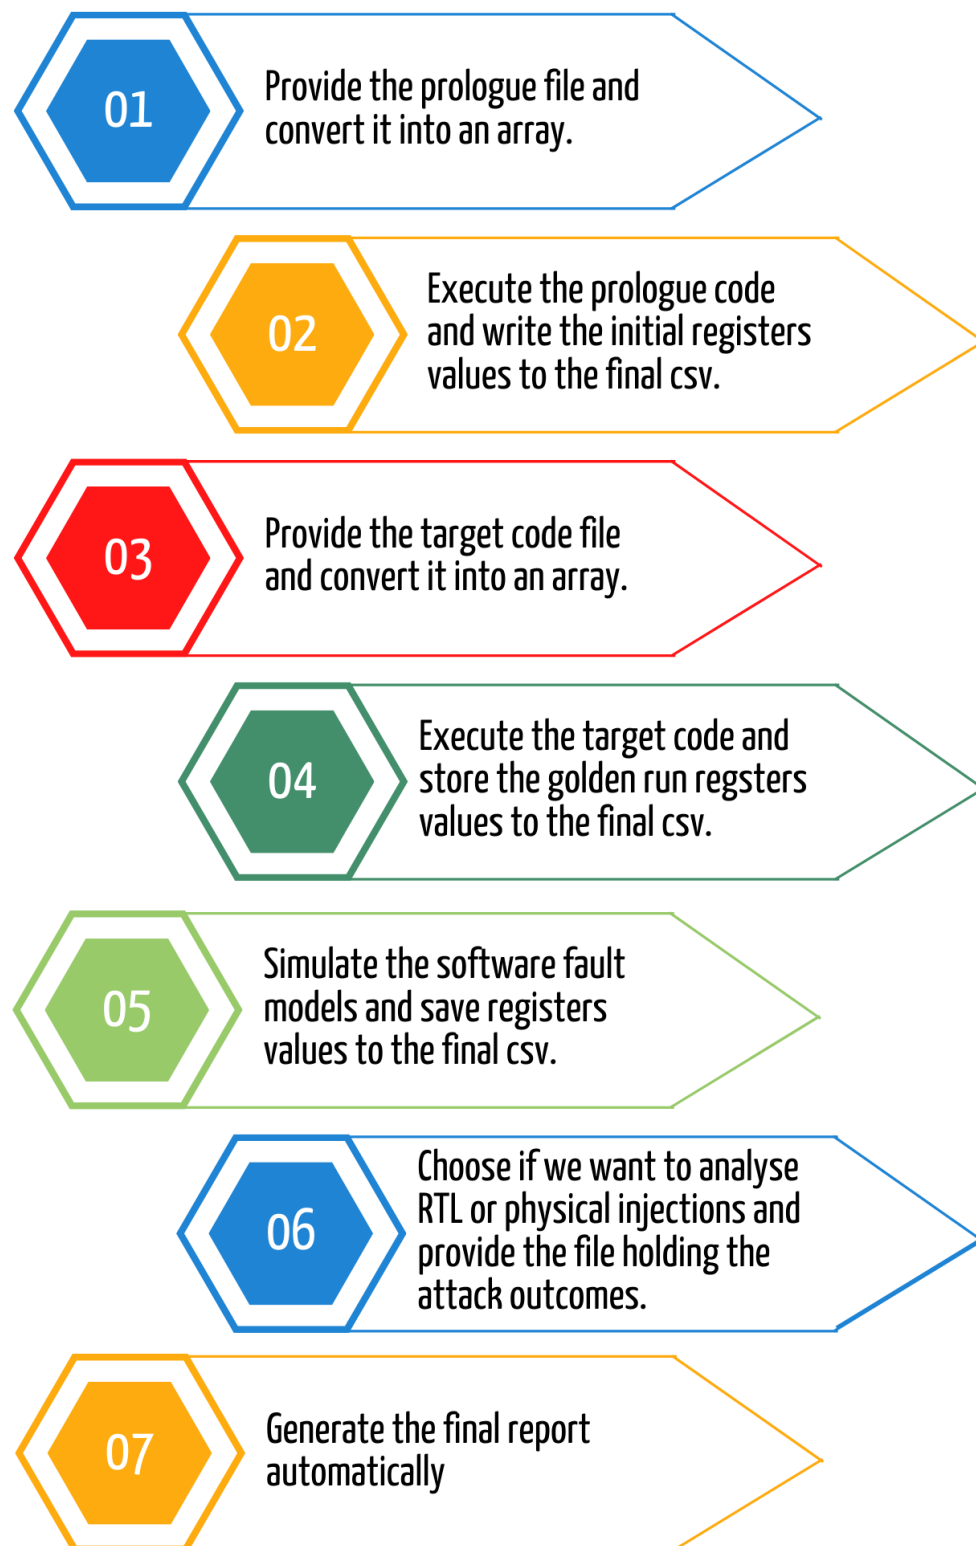 01
Provide the prologue file and
convert it into an array.
02
Execute the prologue code
and write the initial registers
values to the final csv.
03
Provide the target code file
and convert it into an array.
04
Execute the target code and
store the golden run regsters
values to the final csv.
05
Simulate the software fault
models and save registers
values to the final csv.
06
Choose if we want to analyse
RTL or physical injections and
provide the file holding the
attack outcomes.
07
Generate the final report
automatically